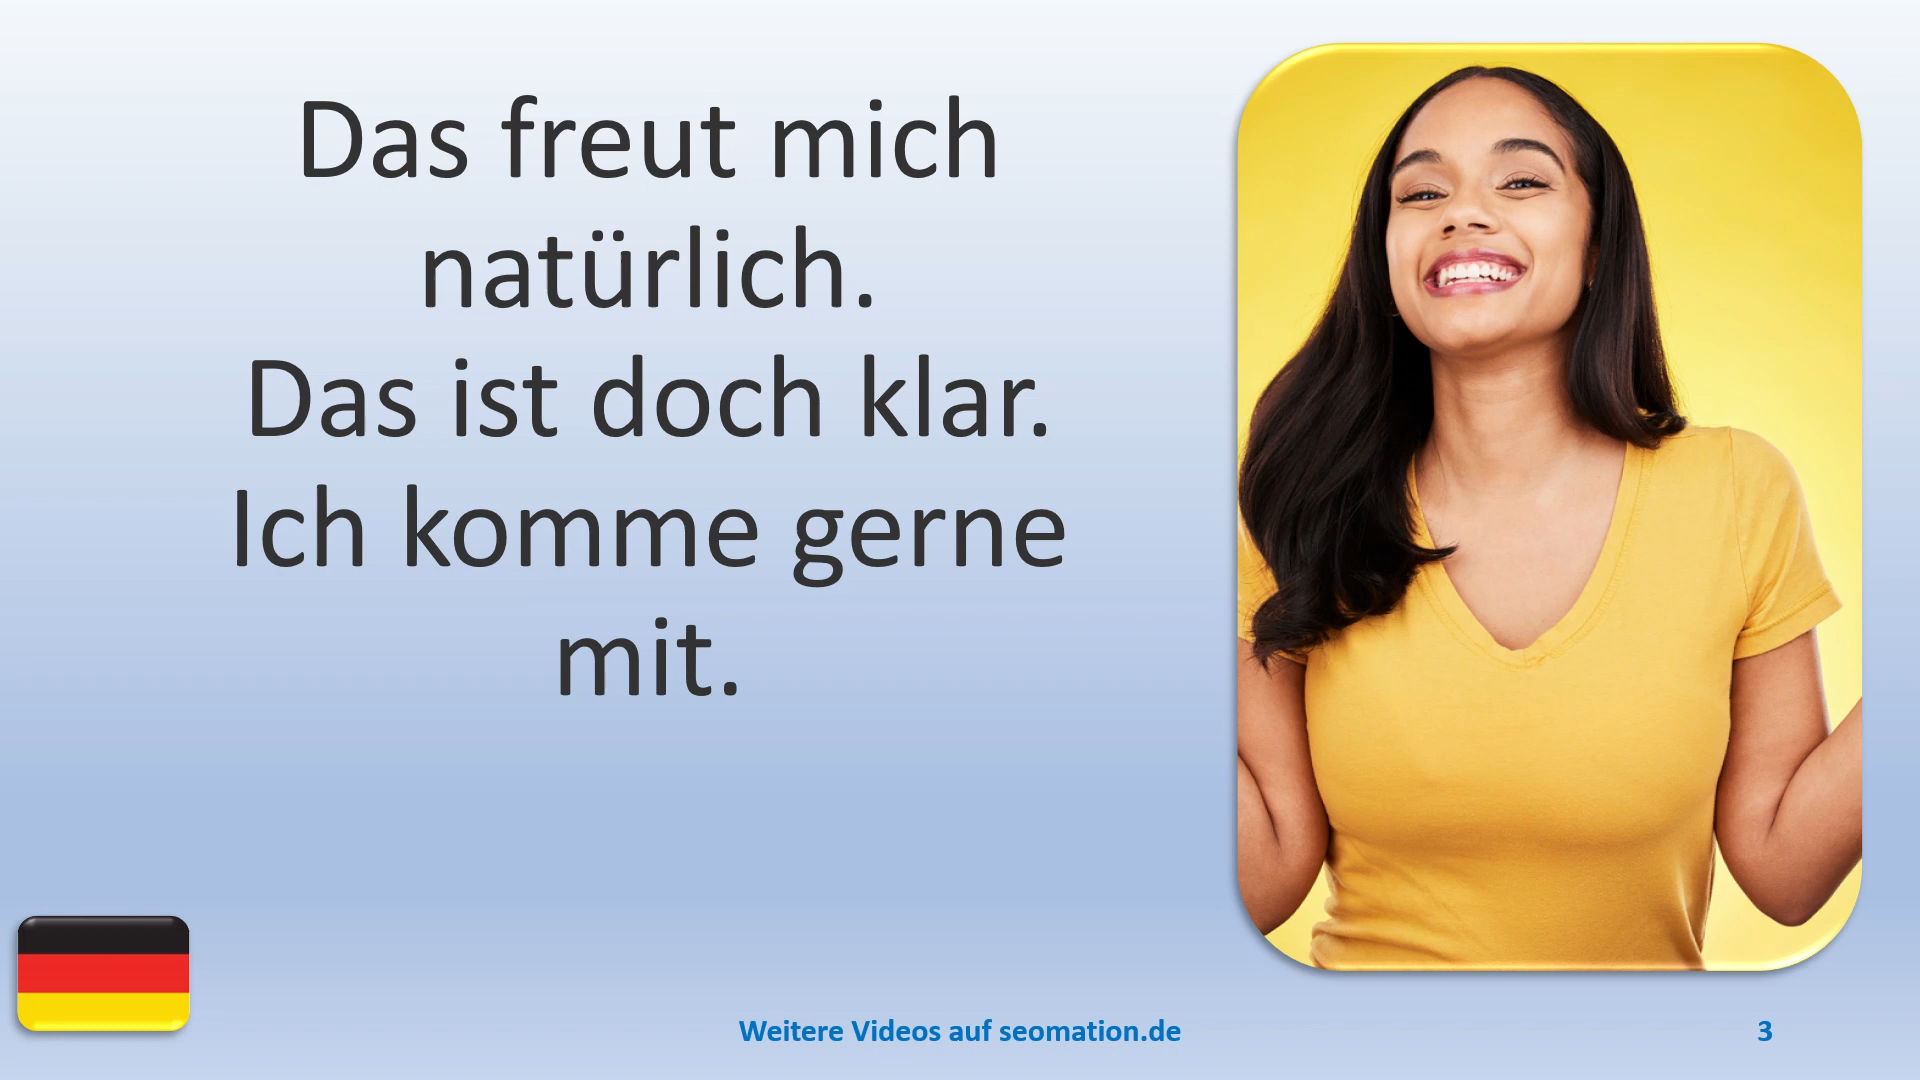 Das freut mich
natürlich.
Das ist doch klar.
Ich komme gerne
mit.
Weitere Videos auf seomation.de
3